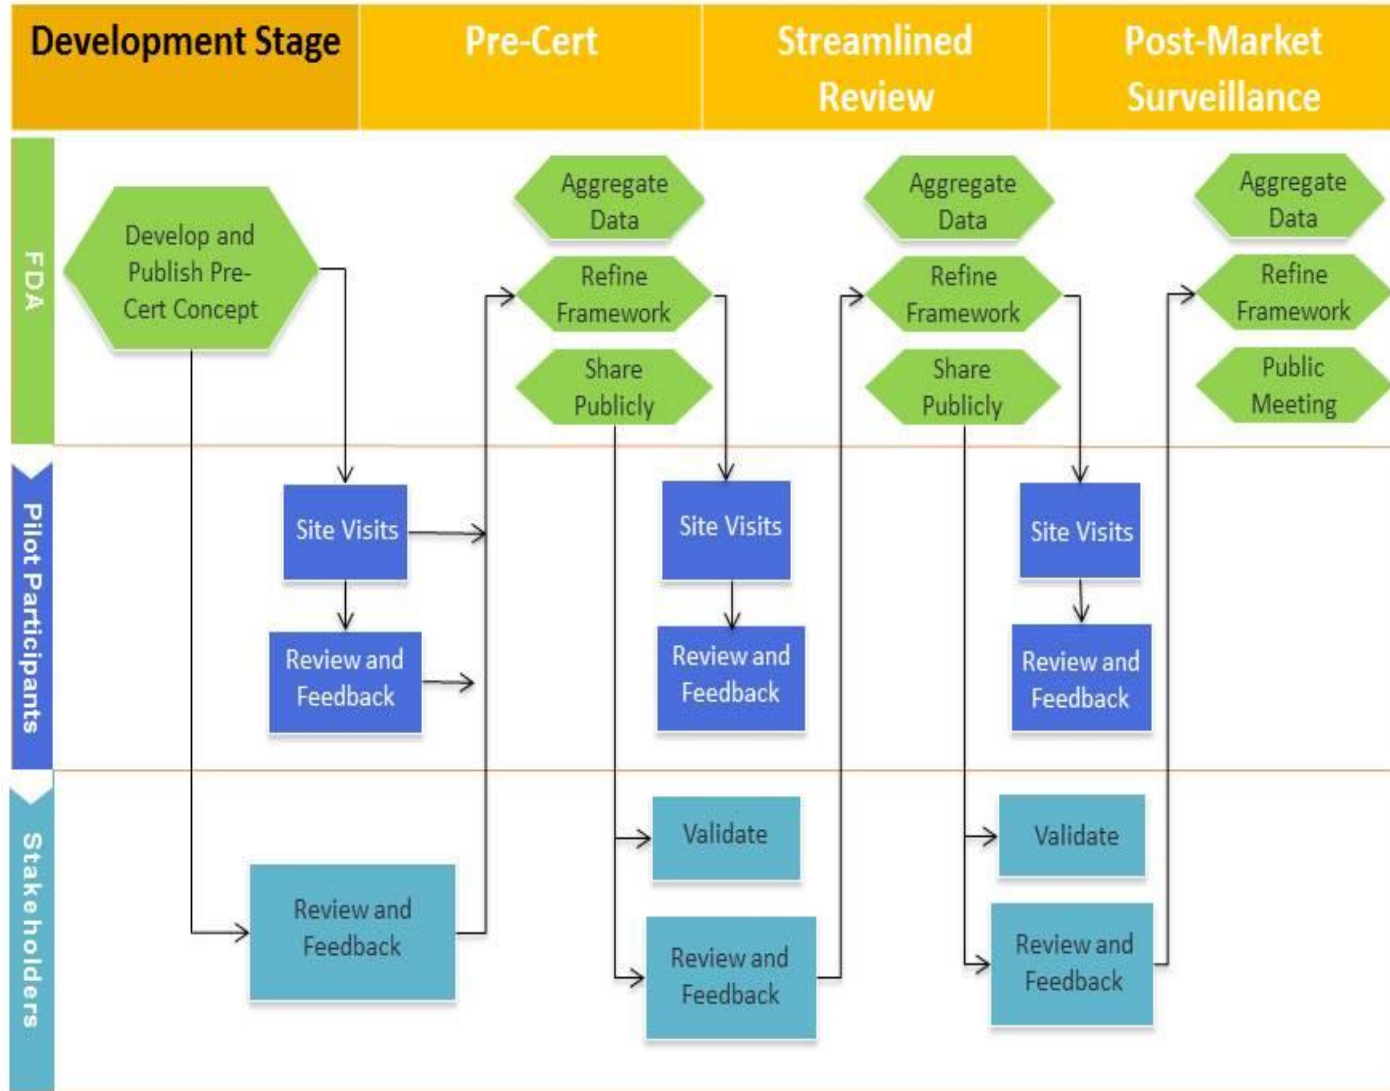 Development Stage
Pre-Cert
Streamlined
Review
Post-Market
Surveillance
FDA
Develop and
Publish Pre-
Cert Concept
Aggregate
Data
Refine
Framework
Share
Publicly
Aggregate
Data
Refine
Framework
Share
Publicly
Aggregate
Data
Refine
Framework
Public
Meeting
Pilot Participants
Site Visits
Review and
Feedback
Site Visits
Review and
Feedback
Site Visits
Review and
Feedback
Stakeholders
Review and
Feedback
Validate
Review and
Feedback
Validate
Review and
Feedback